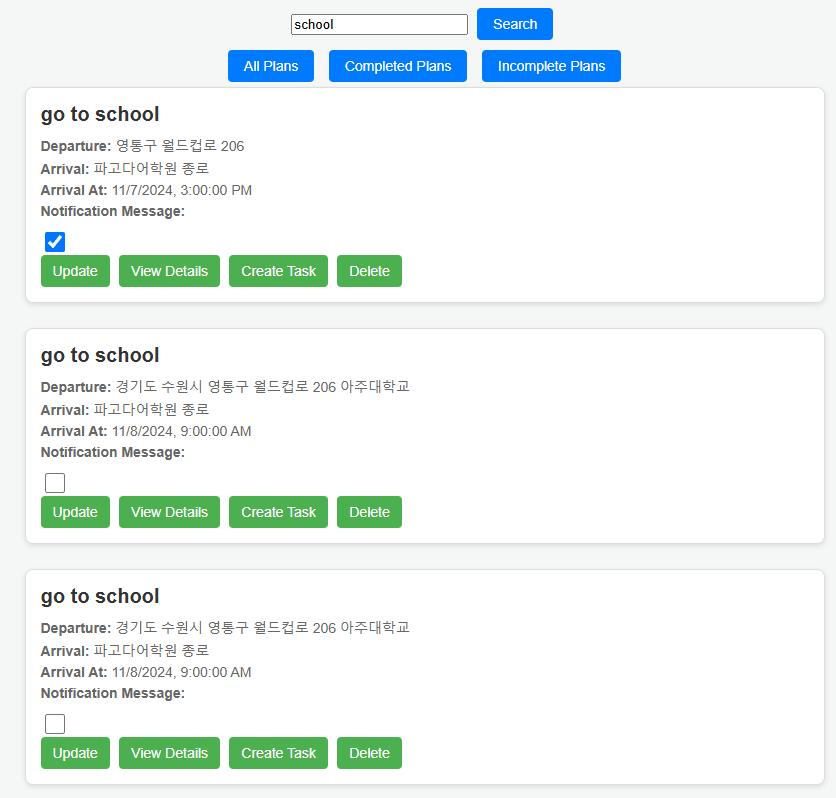 school Search
All Plans Completed Plans Incomplete Plans
go to school
Departure: 영통구 월드컵로 206
Arrival: 파고다어학원 종로
Arrival At: 11/7/2024, 3:00:00 PM
Notification Message:
Update View Details Create Task Delete
go to school
Departure: 경기도 수원시 영통구 월드컵로 206 아주대학교
Arrival: 파고다어학원 종로
Arrival At: 11/8/2024, 9:00:00 AM
Notification Message:
Update View Details Create Task Delete
go to school
Departure: 경기도 수원시 영통구 월드컵로 206 아주대학교
Arrival: 파고다어학원 종로
Arrival At: 11/8/2024, 9:00:00 AM
Notification Message:
Update View Details Create Task Delete